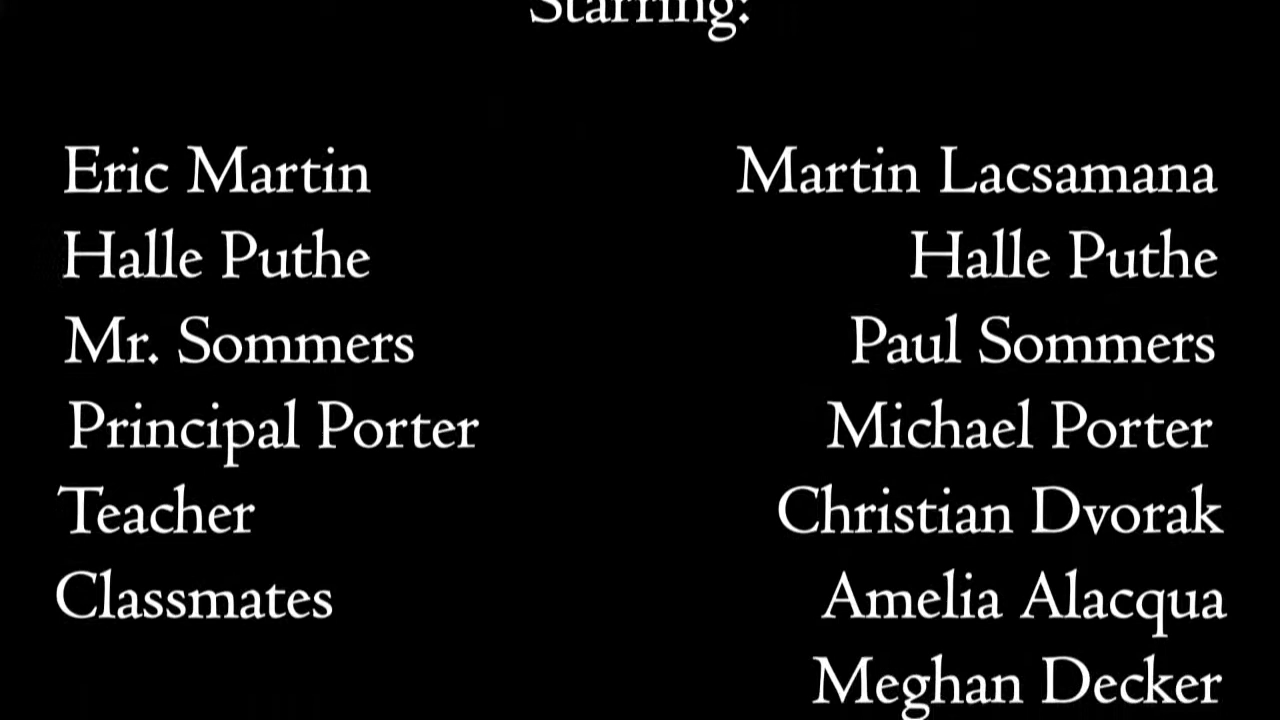 Starring:
Eric Martin Martin Lacsamana
Halle Puthe Halle Puthe
Mr. Sommers Paul Sommers
Principal Porter Michael Porter
Teacher Christian Dvorak
Classmates Amelia Alacqua
Meghan Decker